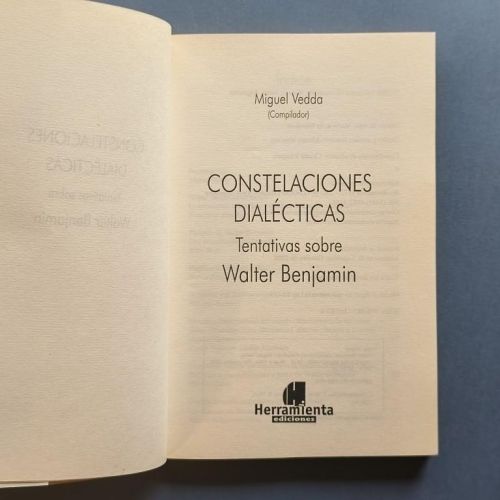 Miguel Vedda
(Compilador)
CONSTELACIONES
DIALÉCTICAS
Tentativas sobre
Walter Benjamin
Herramienta
ediciones